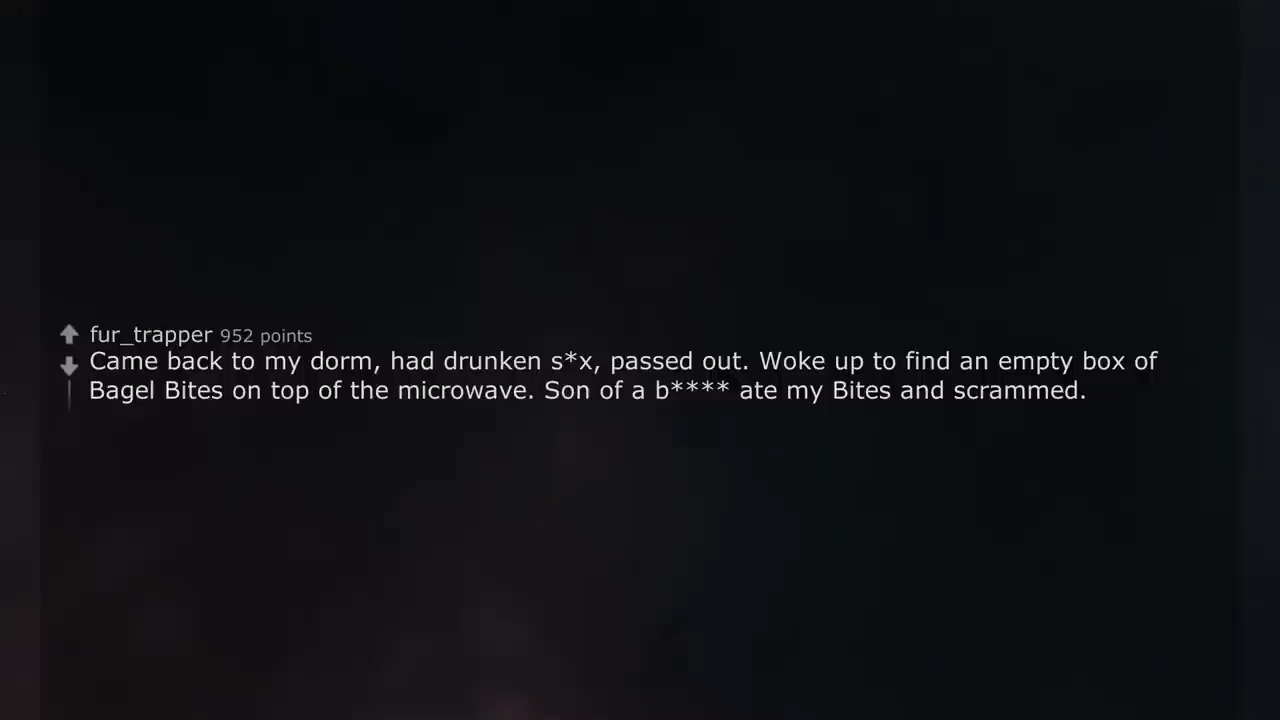 fur_trapper 952 points
Came back to my dorm, had drunken s*x, passed out. Woke up to find an empty box of
Bagel Bites on top of the microwave. Son of a b**** ate my Bites and scrammed.